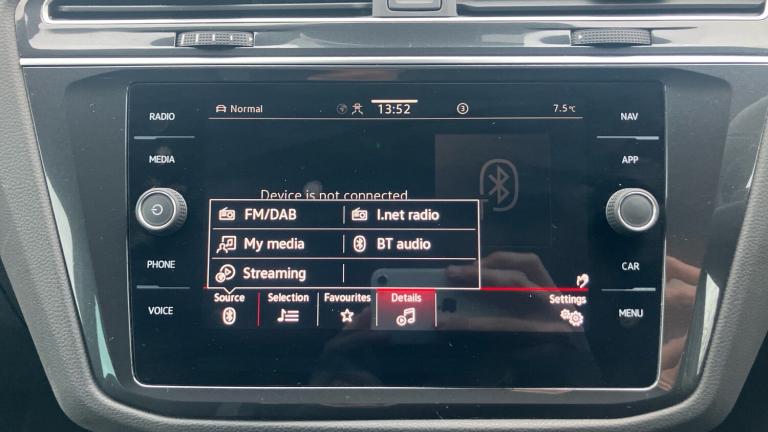 RADIO
MEDIA
PHONE
VOICE
Normal
13:52
3
7.5°C
Device is not connected
FM/DAB
I.net radio
My media
BT audio
Streaming
Source
Selection
Favourites
Details
Settings
NAV
APP
CAR
MENU